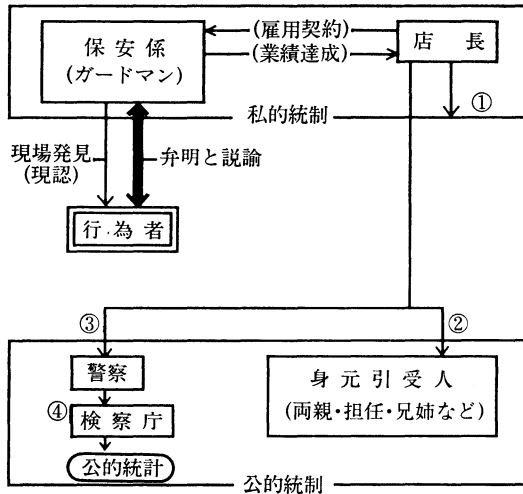 保安係
(ガードマン)
(雇用契約)
(業績達成)
店長
①
私的統制
現場発見
(現認)
弁明と説諭
行・為者
③
②
警察
④
検察庁
公的統計
身元引受人
(両親・担任・兄姉など)
公的統制